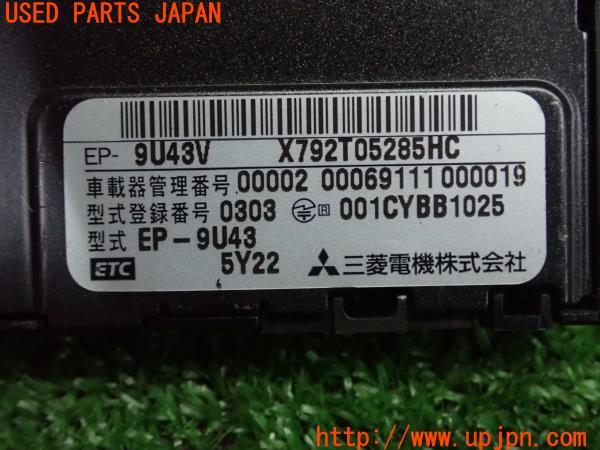 USED PARTS JAPAN
EP- 9U43V X792T05285HC
車載器管理番号 00002 00069111 000019
型式登録番号 0303 R 001CYBB1025
型式 EP-9U43
ETC 5Y22 三菱電機株式会社
http://www.upjpn.com/